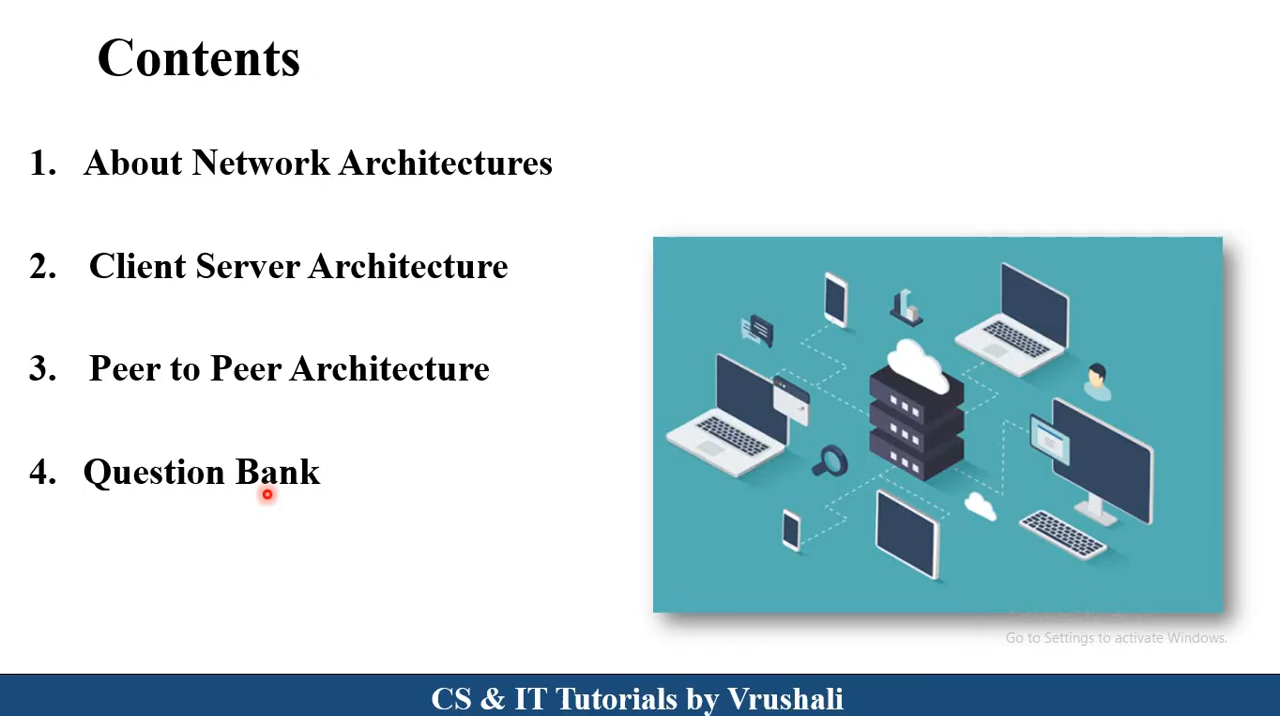 Contents
1. About Network Architectures
2. Client Server Architecture
3. Peer to Peer Architecture
4. Question Bank
Go to Settings to activate Windows.
CS & IT Tutorials by Vrushali